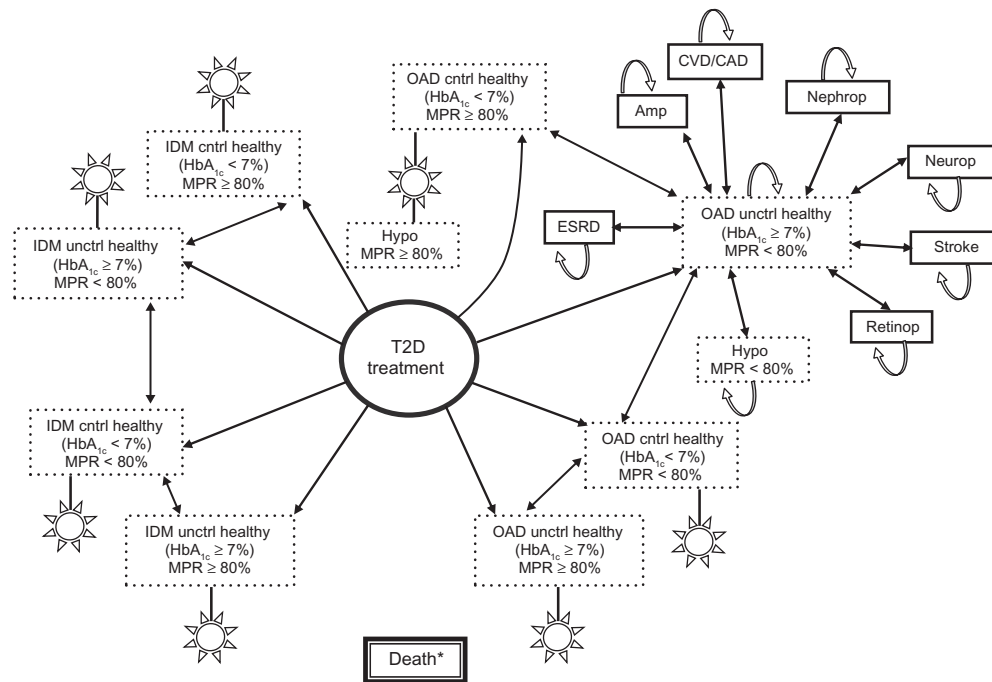 CVD/CAD
OAD cntrl healthy
(HbA1c < 7%)
MPR ≥ 80%
Amp
Nephrop
IDM cntrl healthy
(HbA1c < 7%)
MPR ≥ 80%
Neurop
OAD unctrl healthy
(HbA1c ≥ 7%)
MPR < 80%
ESRD
Hypo
MPR ≥ 80%
IDM unctrl healthy
(HbA1c ≥ 7%)
MPR < 80%
Stroke
Retinop
T2D
treatment
Hypo
MPR < 80%
IDM cntrl healthy
(HbA1c < 7%)
MPR < 80%
OAD cntrl healthy
(HbA1c < 7%)
MPR < 80%
IDM unctrl healthy
(HbA1c ≥ 7%)
MPR ≥ 80%
OAD unctrl healthy
(HbA1c ≥ 7%)
MPR ≥ 80%
Death*